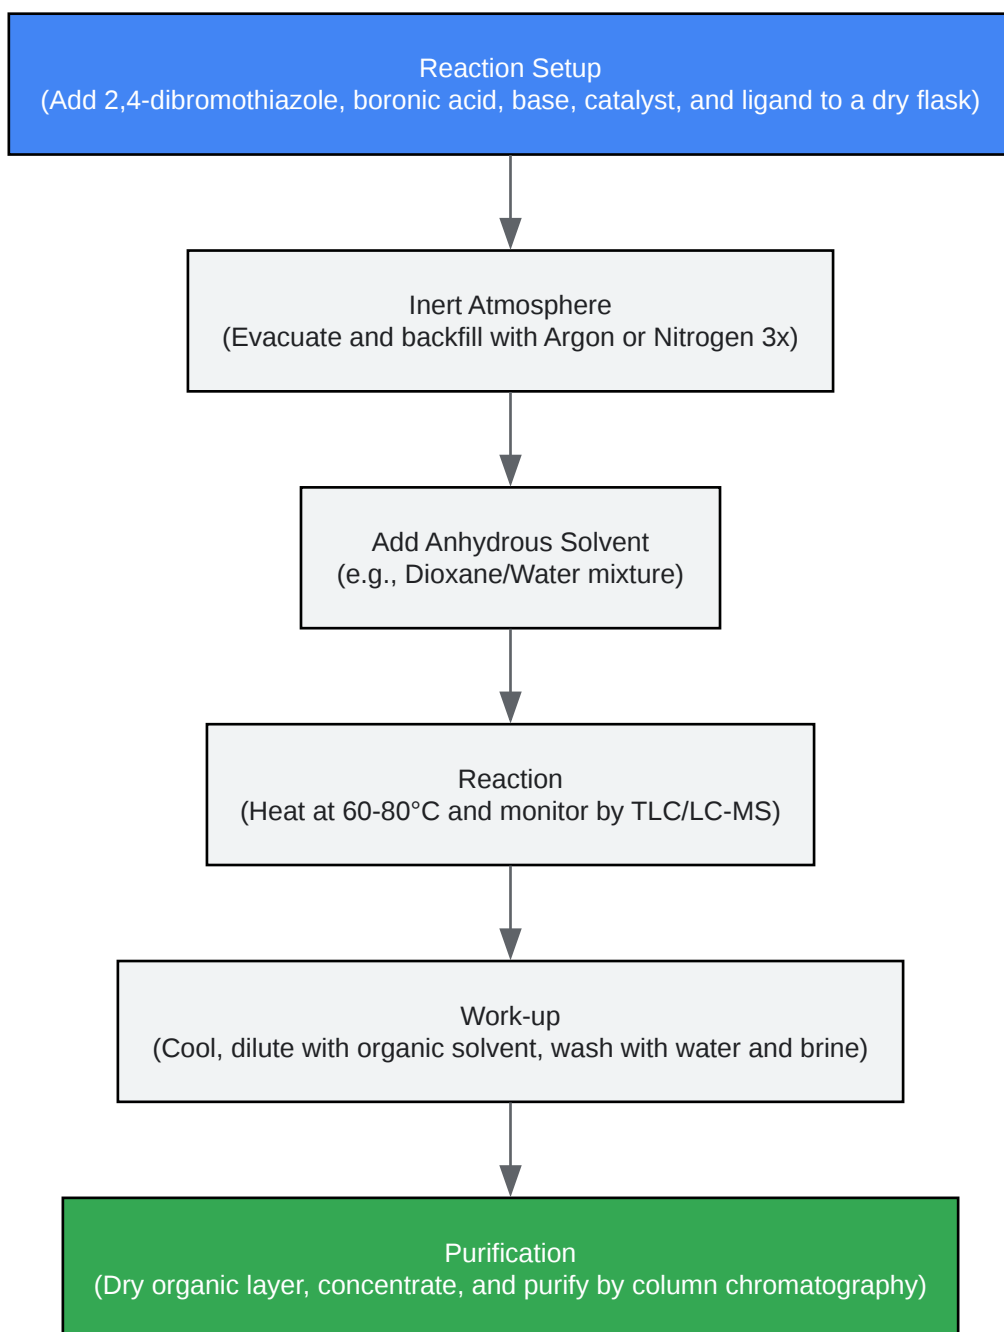 Reaction Setup
(Add 2,4-dibromothiazole, boronic acid, base, catalyst, and ligand to a dry flask)
Inert Atmosphere
(Evacuate and backfill with Argon or Nitrogen 3x)
Add Anhydrous Solvent
(e.g., Dioxane/Water mixture)
Reaction
(Heat at 60-80°C and monitor by TLC/LC-MS)
Work-up
(Cool, dilute with organic solvent, wash with water and brine)
Purification
(Dry organic layer, concentrate, and purify by column chromatography)